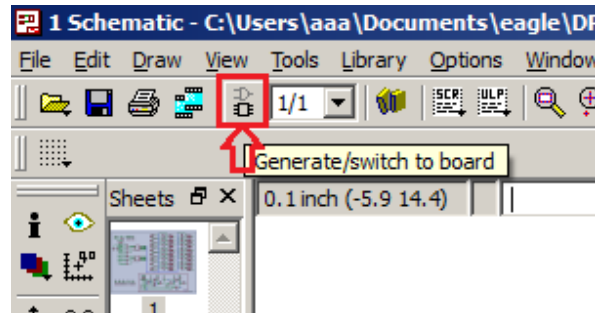 1 Schematic - C:\Users\aaa\Documents\eagle\DP
File Edit Draw View Tools Library Options Window
1/1 SCR ULP
Generate/switch to board
Sheets 0.1 inch (-5.9 14.4)
1